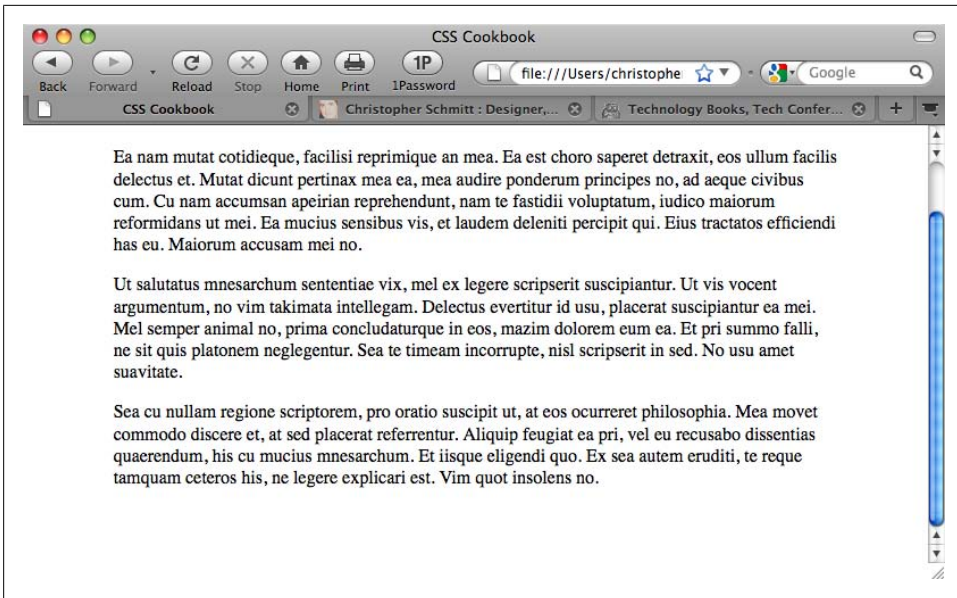 CSS Cookbook
1P
file:///Users/christophe
Google
Back Forward Reload Stop Home Print 1Password
CSS Cookbook Christopher Schmitt : Designer,... Technology Books, Tech Confer...
Ea nam mutat cotidieque, facilisi reprimique an mea. Ea est choro saperet detraxit, eos ullum facilis
delectus et. Mutat dicunt pertinax mea ea, mea audire ponderum principes no, ad aeque civibus
cum. Cu nam accumsan apeirian reprehendunt, nam te fastidii voluptatum, iudico maiorum
reformidans ut mei. Ea mucius sensibus vis, et laudem deleniti percipit qui. Eius tractatos efficiendi
has eu. Maiorum accusam mei no.
Ut salutatus mnesarchum sententiae vix, mel ex legere scripserit suscipiantur. Ut vis vocent
argumentum, no vim takimata intellegam. Delectus evertitur id usu, placerat suscipiantur ea mei.
Mel semper animal no, prima concludaturque in eos, mazim dolorem eum ea. Et pri summo falli,
ne sit quis platonem neglegentur. Sea te timeam incorrupte, nisl scripserit in sed. No usu amet
suavitate.
Sea cu nullam regione scriptorem, pro oratio suscipit ut, at eos ocurreret philosophia. Mea movet
commodo discere et, at sed placerat referrentur. Aliquip feugiat ea pri, vel eu recusabo dissentias
quaerendum, his cu mucius mnesarchum. Et iisque eligendi quo. Ex sea autem eruditi, te reque
tamquam ceteros his, ne legere explicari est. Vim quot insolens no.